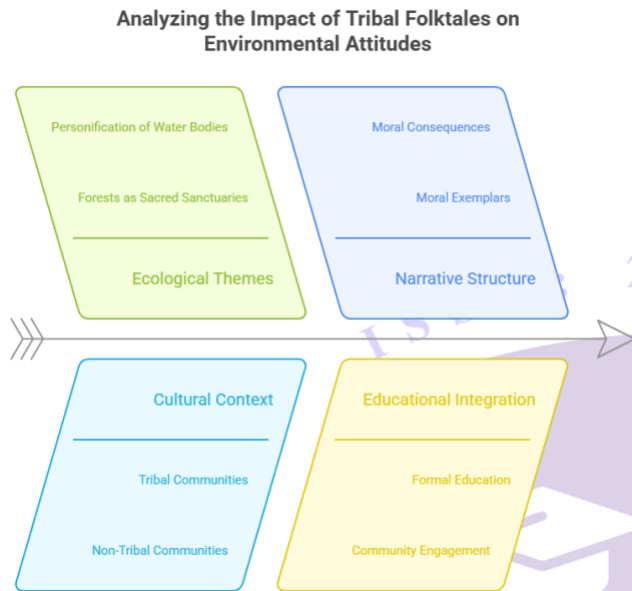 Analyzing the Impact of Tribal Folktales on
Environmental Attitudes
Personification of Water Bodies
Forests as Sacred Sanctuaries
Ecological Themes
Moral Consequences
Moral Exemplars
Narrative Structure
Cultural Context
Tribal Communities
Non-Tribal Communities
Educational Integration
Formal Education
Community Engagement